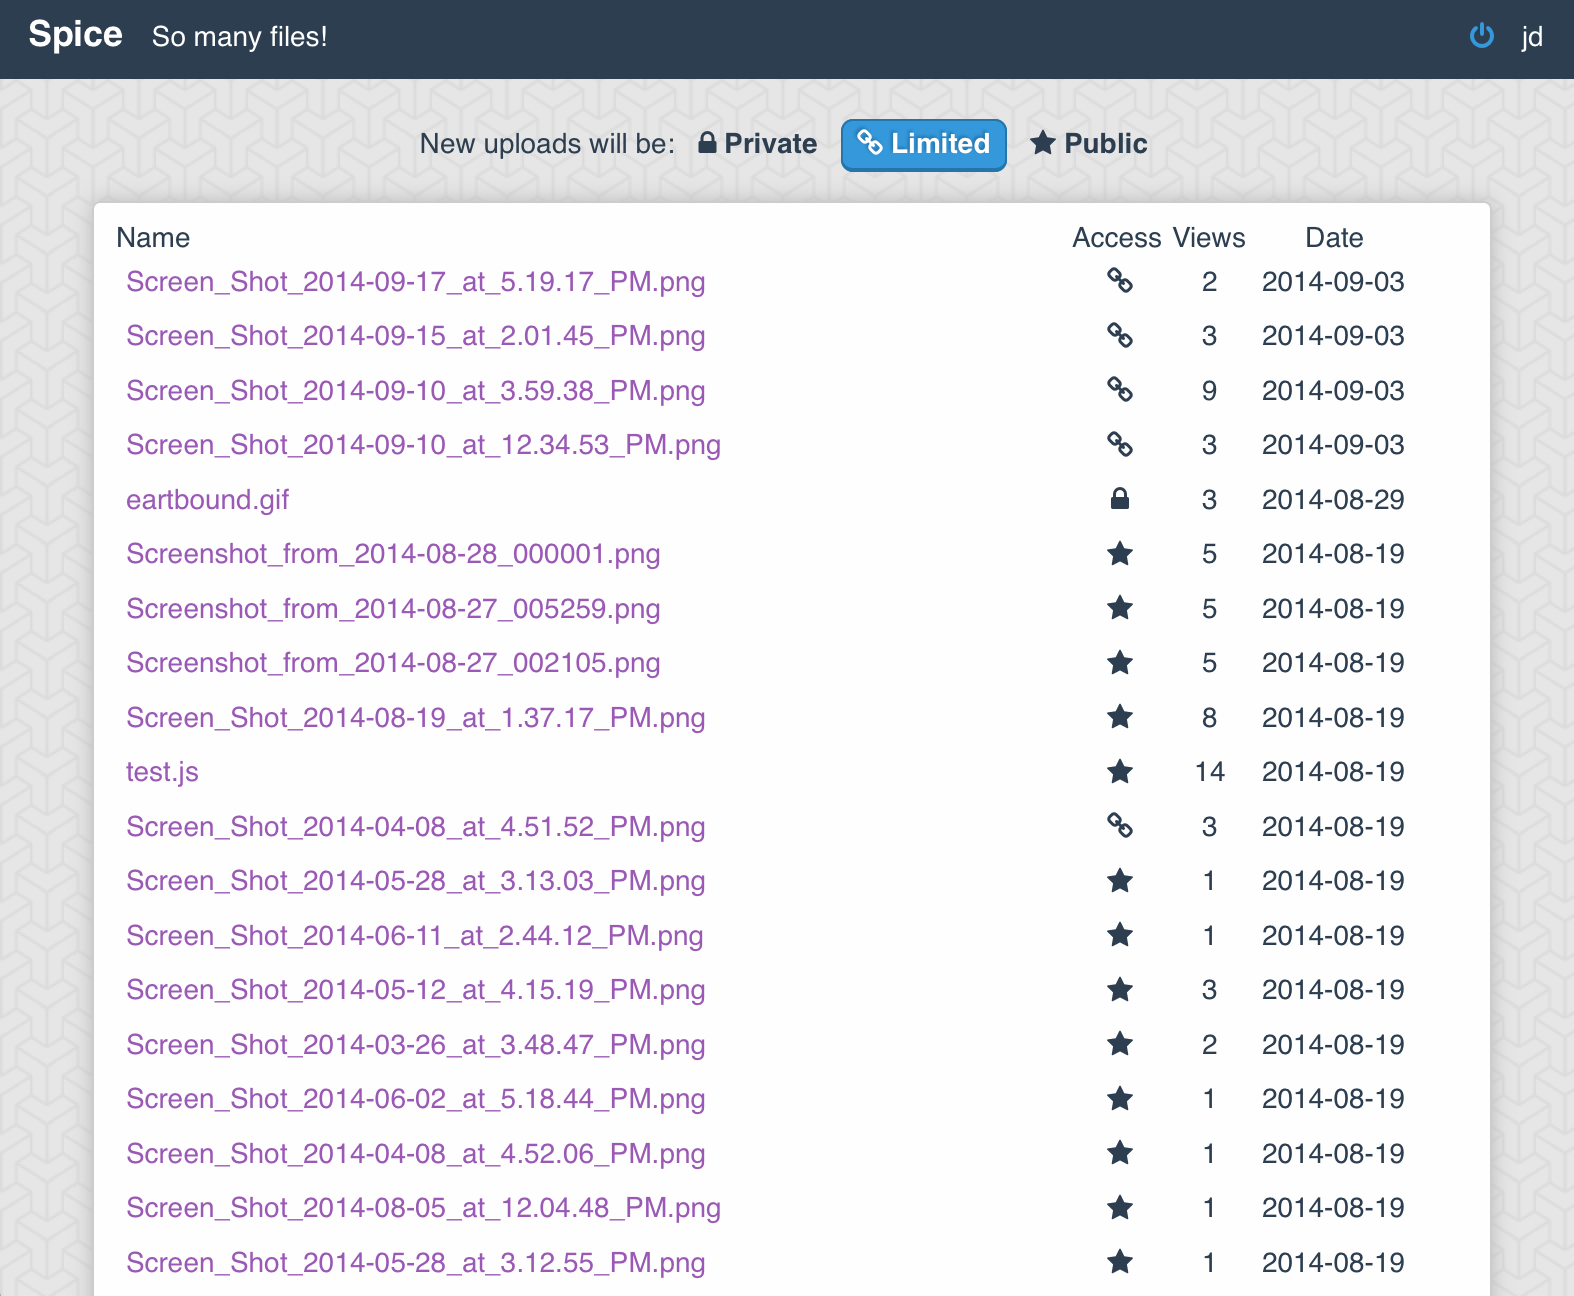 Spice So many files! jd
New uploads will be: Private Limited Public
Name Access Views Date
Screen_Shot_2014-09-17_at_5.19.17_PM.png 2 2014-09-03
Screen_Shot_2014-09-15_at_2.01.45_PM.png 3 2014-09-03
Screen_Shot_2014-09-10_at_3.59.38_PM.png 9 2014-09-03
Screen_Shot_2014-09-10_at_12.34.53_PM.png 3 2014-09-03
eartbound.gif 3 2014-08-29
Screenshot_from_2014-08-28_000001.png 5 2014-08-19
Screenshot_from_2014-08-27_005259.png 5 2014-08-19
Screenshot_from_2014-08-27_002105.png 5 2014-08-19
Screen_Shot_2014-08-19_at_1.37.17_PM.png 8 2014-08-19
test.js 14 2014-08-19
Screen_Shot_2014-04-08_at_4.51.52_PM.png 3 2014-08-19
Screen_Shot_2014-05-28_at_3.13.03_PM.png 1 2014-08-19
Screen_Shot_2014-06-11_at_2.44.12_PM.png 1 2014-08-19
Screen_Shot_2014-05-12_at_4.15.19_PM.png 3 2014-08-19
Screen_Shot_2014-03-26_at_3.48.47_PM.png 2 2014-08-19
Screen_Shot_2014-06-02_at_5.18.44_PM.png 1 2014-08-19
Screen_Shot_2014-04-08_at_4.52.06_PM.png 1 2014-08-19
Screen_Shot_2014-08-05_at_12.04.48_PM.png 1 2014-08-19
Screen_Shot_2014-05-28_at_3.12.55_PM.png 1 2014-08-19